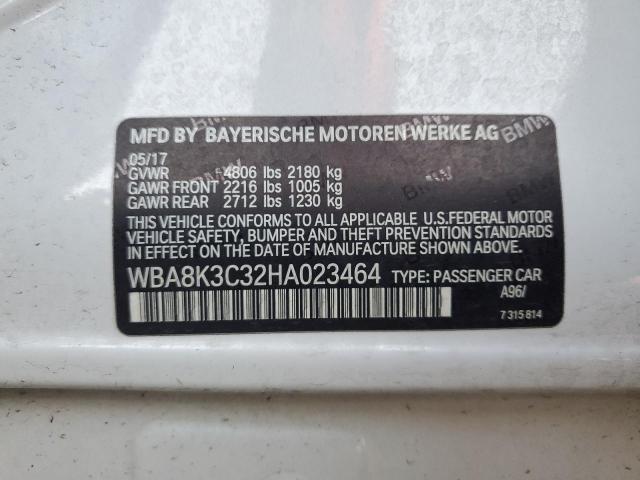 MFD BY BAYERISCHE MOTOREN WERKE AG
05/17
GVWR 4806 lbs 2180 kg
GAWR FRONT 2216 lbs 1005 kg
GAWR REAR 2712 lbs 1230 kg
THIS VEHICLE CONFORMS TO ALL APPLICABLE U.S.FEDERAL MOTOR
VEHICLE SAFETY, BUMPER AND THEFT PREVENTION STANDARDS
IN EFFECT ON THE DATE OF MANUFACTURE SHOWN ABOVE.
WBA8K3C32HA023464 TYPE: PASSENGER CAR
A96/
7 315 814
BMW
BMW
BMW